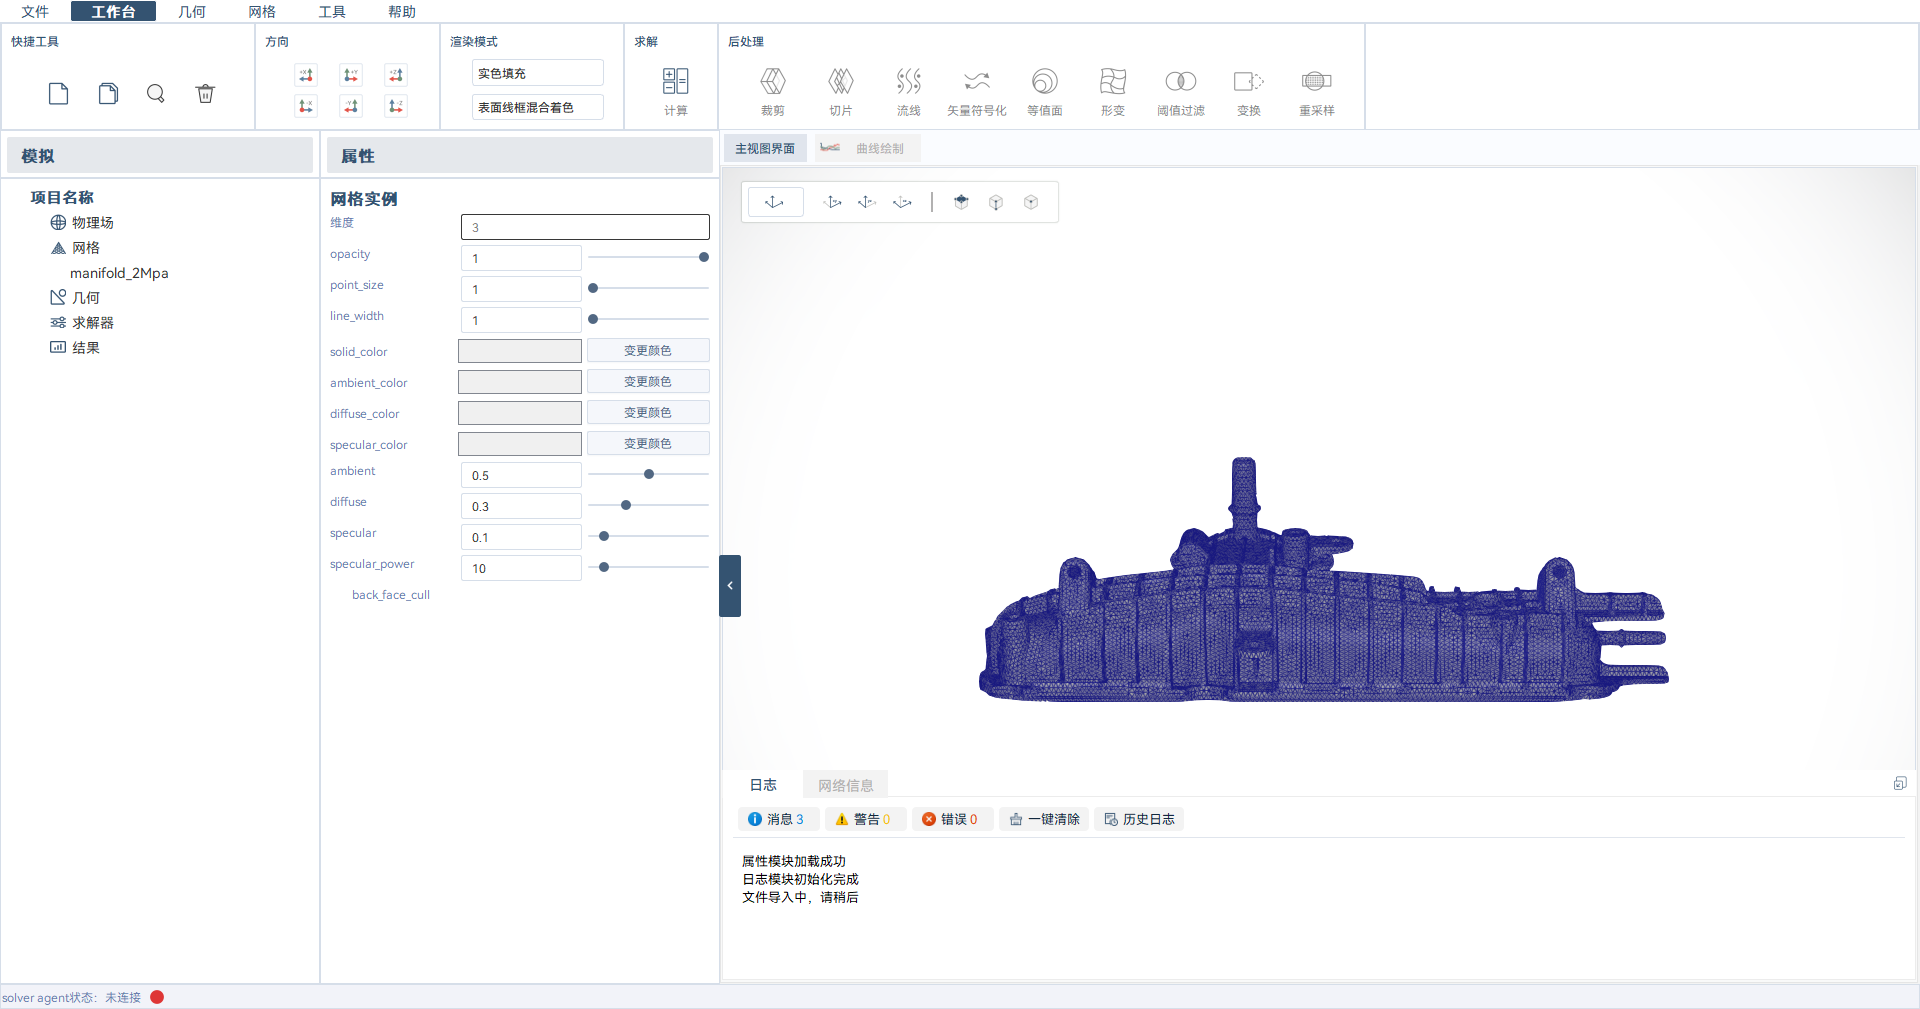 文件 工作台 几何 网格 工具 帮助
快捷工具 方向 渲染模式 求解 后处理
实色填充
表面线框混合着色
计算 裁剪 切片 流线 矢量符号化 等值面 形变 阈值过滤 变换 重采样
模拟 属性 主视图界面 曲线绘制
项目名称
物理场
网格
manifold_2Mpa
几何
求解器
结果
网格实例
维度 3
opacity 1
point_size 1
line_width 1
solid_color 变更颜色
ambient_color 变更颜色
diffuse_color 变更颜色
specular_color 变更颜色
ambient 0.5
diffuse 0.3
specular 0.1
specular_power 10
back_face_cull
日志 网络信息
消息 3 警告 0 错误 0 一键清除 历史日志
属性模块加载成功
日志模块初始化完成
文件导入中，请稍后
solver agent状态: 未连接